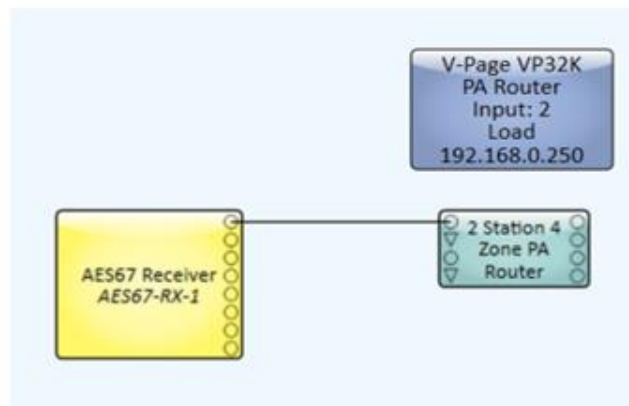 V-Page VP32K
PA Router
Input: 2
Load
192.168.0.250
AES67 Receiver
AES67-RX-1
2 Station 4
Zone PA
Router